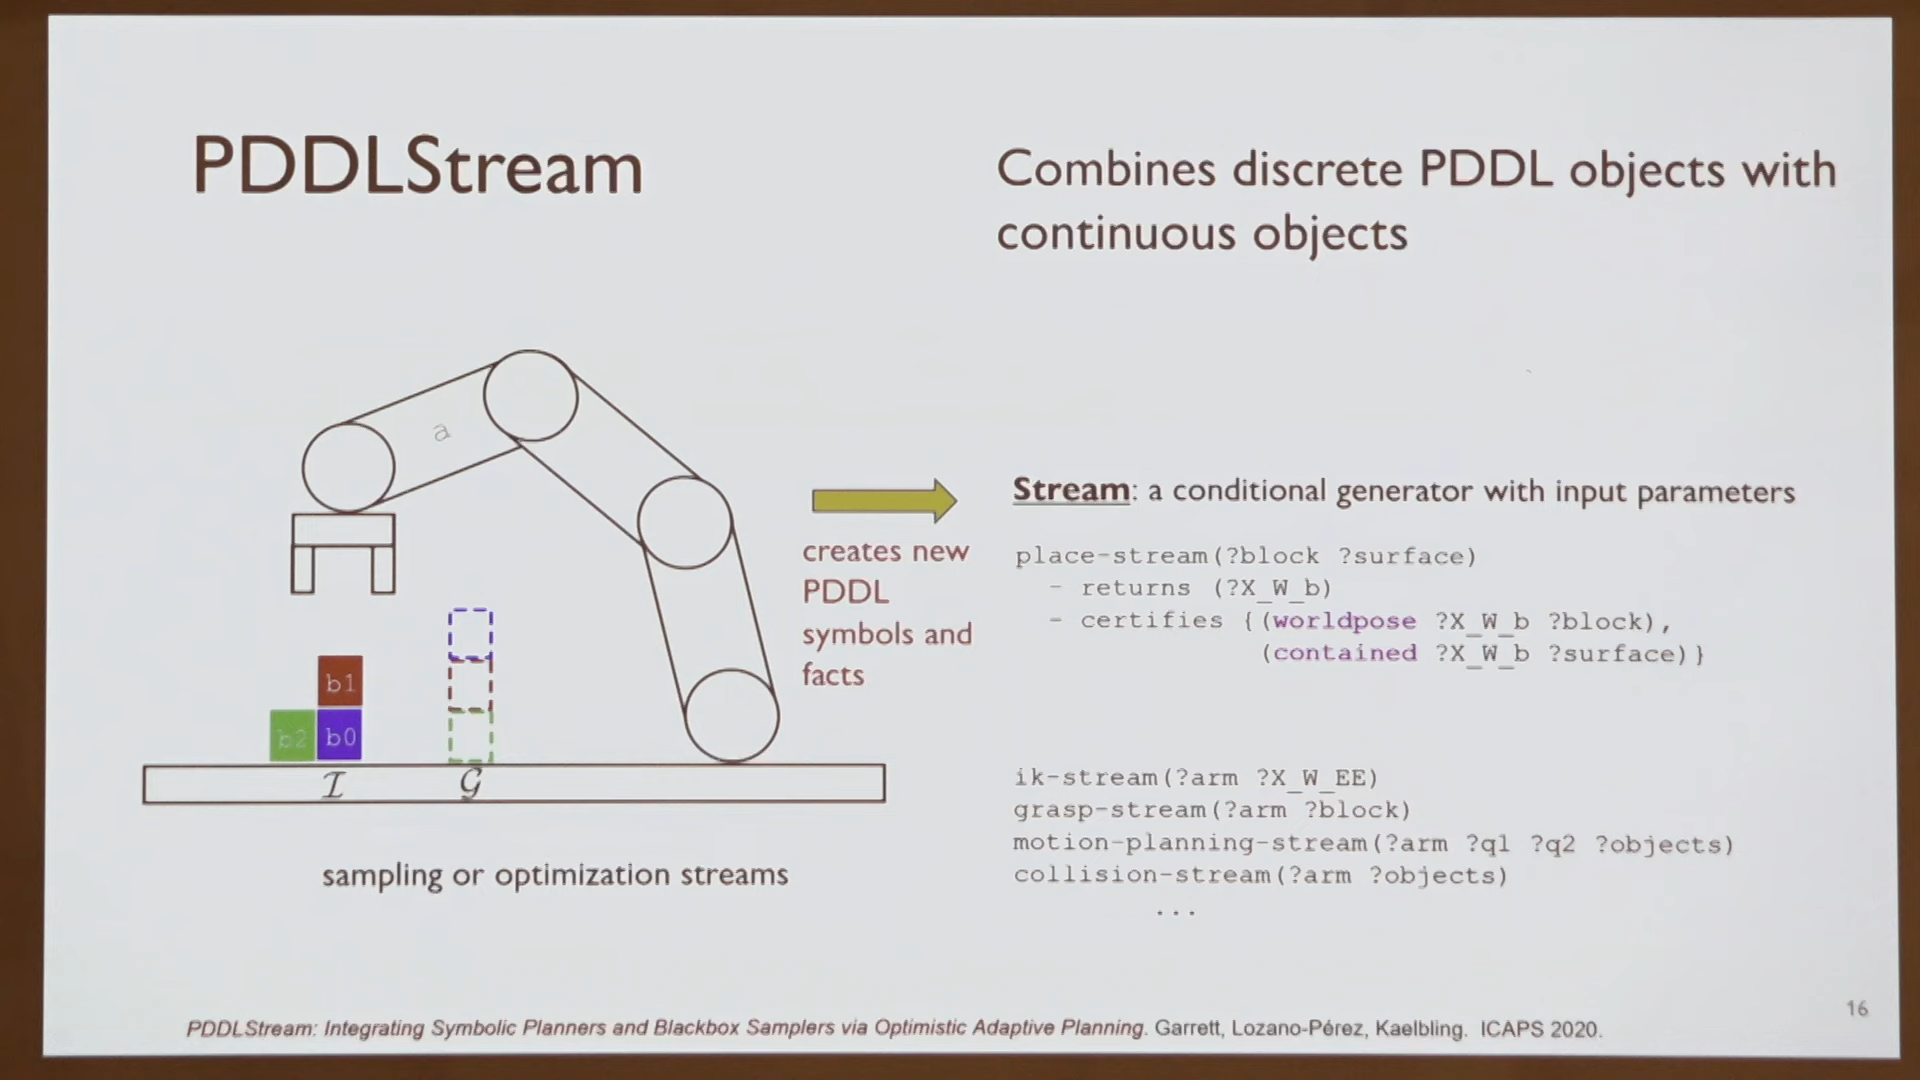 PDDLStream
Combines discrete PDDL objects with
continuous objects
a
b1
b2
b0
I
G
sampling or optimization streams
creates new
PDDL
symbols and
facts
Stream: a conditional generator with input parameters
place-stream(?block ?surface)
- returns (?X_W_b)
- certifies {(worldpose ?X_W_b ?block),
(contained ?X_W_b ?surface)}
ik-stream(?arm ?X_W_EE)
grasp-stream(?arm ?block)
motion-planning-stream(?arm ?q1 ?q2 ?objects)
collision-stream(?arm ?objects)
...
16
PDDLStream: Integrating Symbolic Planners and Blackbox Samplers via Optimistic Adaptive Planning. Garrett, Lozano-Pérez, Kaelbling. ICAPS 2020.